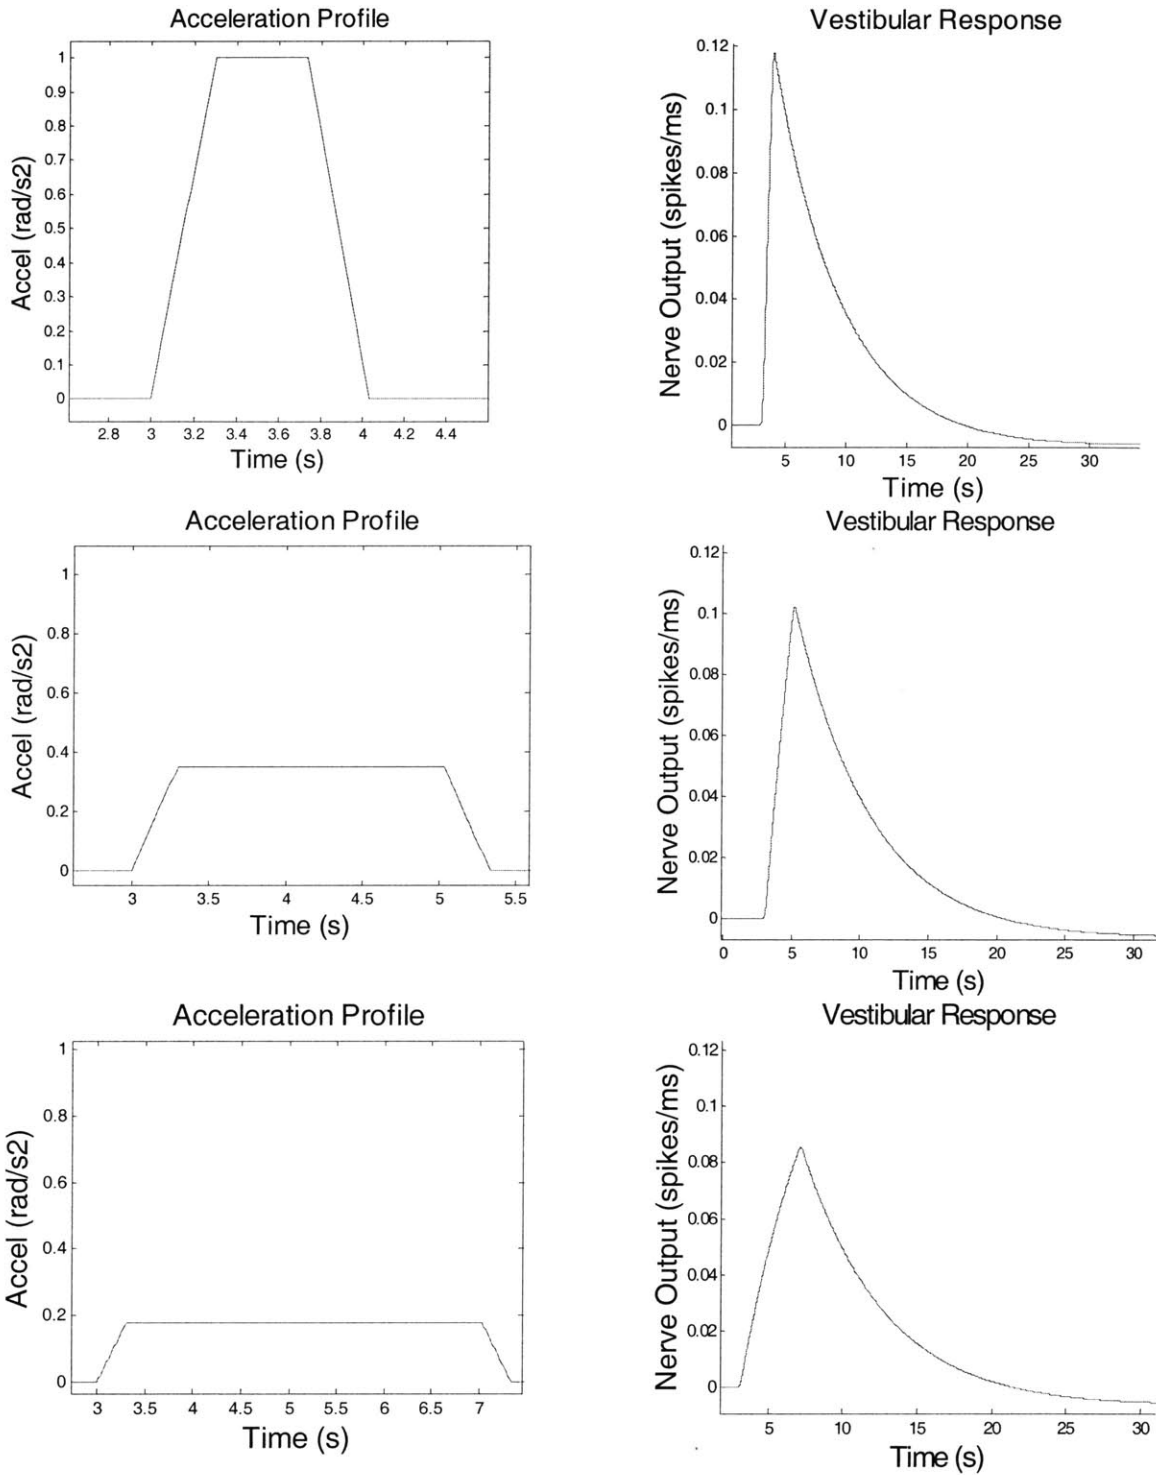 Acceleration Profile
Accel (rad/s2)
1
0.9
0.8
0.7
0.6
0.5
0.4
0.3
0.2
0.1
0
2.8 3 3.2 3.4 3.6 3.8 4 4.2 4.4
Time (s)
Vestibular Response
Nerve Output (spikes/ms)
0.12
0.1
0.08
0.06
0.04
0.02
0
5 10 15 20 25 30
Time (s)
Acceleration Profile
Accel (rad/s2)
1
0.8
0.6
0.4
0.2
0
3 3.5 4 4.5 5 5.5
Time (s)
Vestibular Response
Nerve Output (spikes/ms)
0.12
0.1
0.08
0.06
0.04
0.02
0
0 5 10 15 20 25 30
Time (s)
Acceleration Profile
Accel (rad/s2)
1
0.8
0.6
0.4
0.2
0
3 3.5 4 4.5 5 5.5 6 6.5 7
Time (s)
Vestibular Response
Nerve Output (spikes/ms)
0.12
0.1
0.08
0.06
0.04
0.02
0
5 10 15 20 25 30
Time (s)